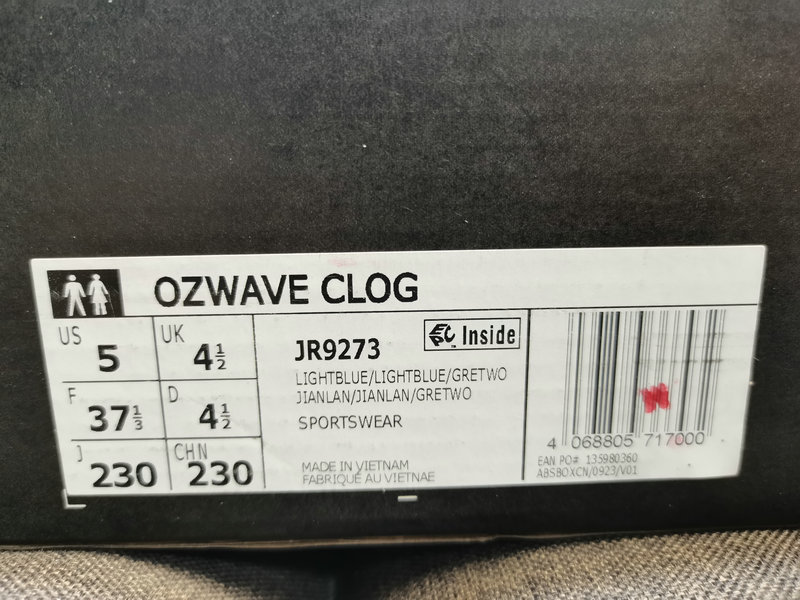 OZWAVE CLOG
US 5
UK 4½
F 37⅓
D 4½
J 230
CHN 230
JR9273
EPC Inside
LIGHTBLUE/LIGHTBLUE/GRETWO
JIANLAN/JIANLAN/GRETWO
SPORTSWEAR
MADE IN VIETNAM
FABRIQUÉ AU VIETNAE
4 068805 717000
EAN PO# 135980360
ABSBOXCN/0923/V01